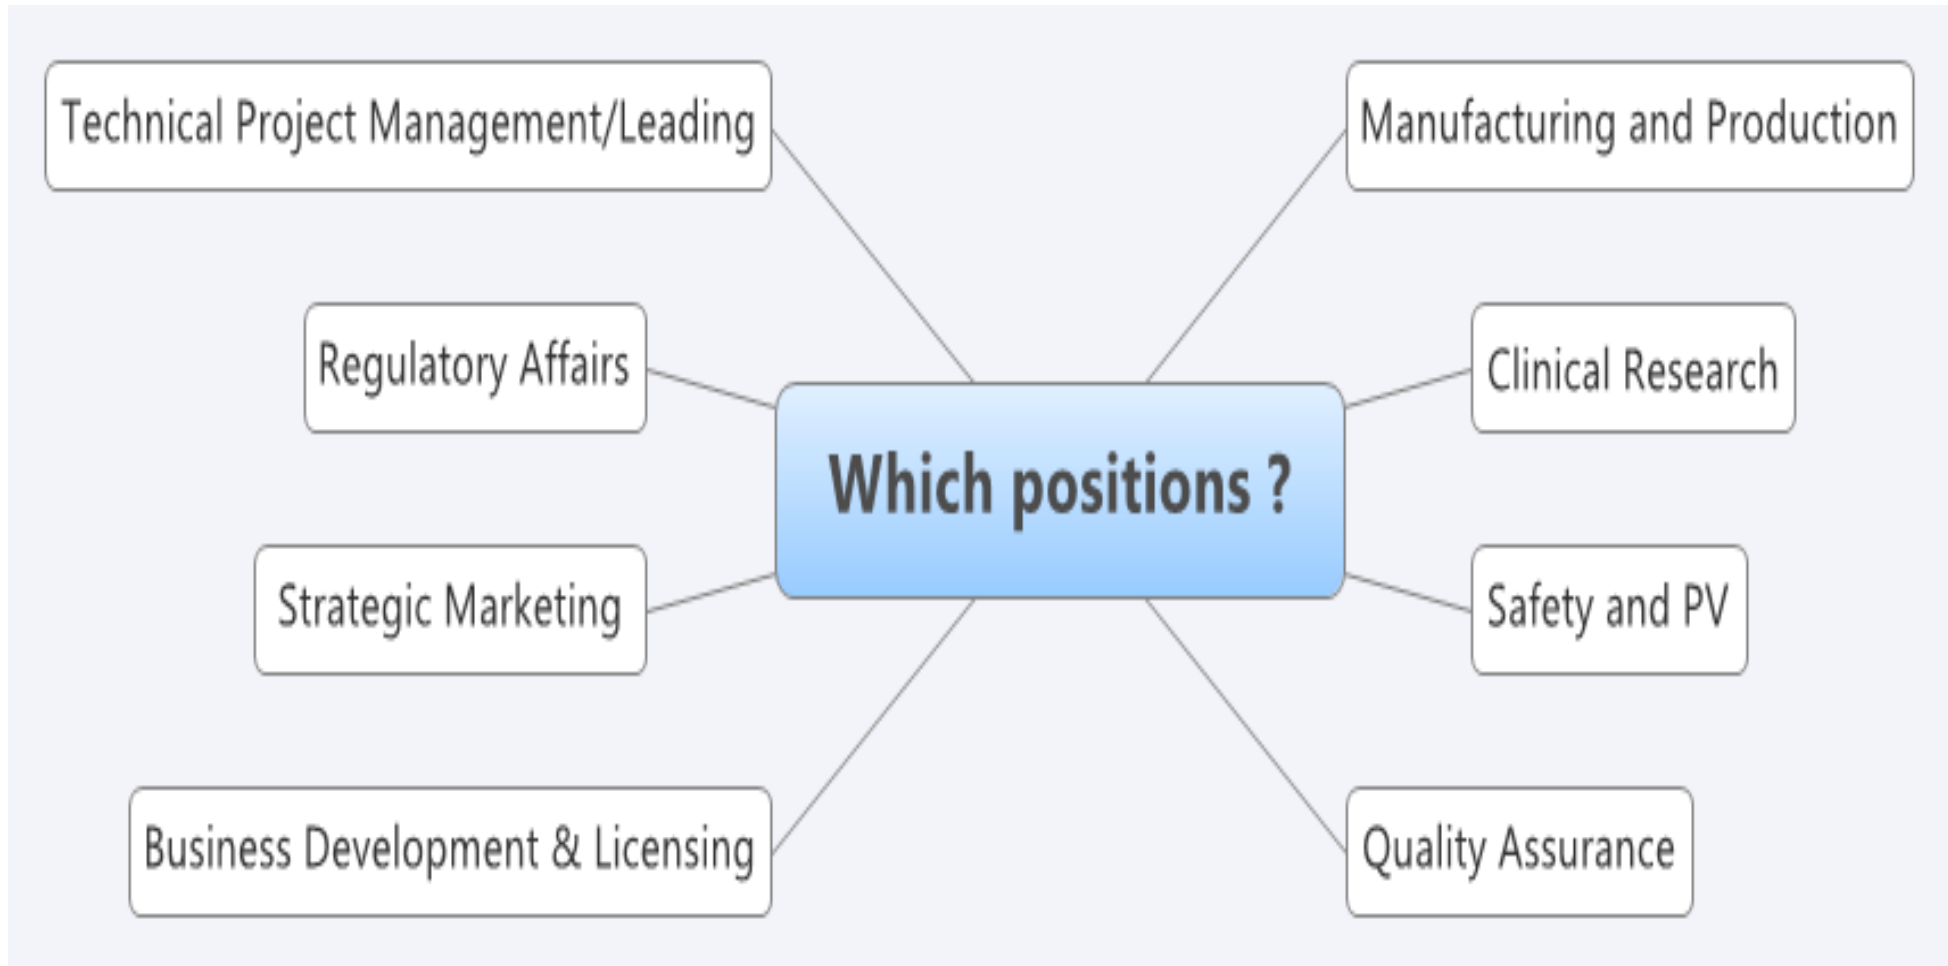 Technical Project Management/Leading
Manufacturing and Production
Regulatory Affairs
Clinical Research
Which positions ?
Strategic Marketing
Safety and PV
Business Development & Licensing
Quality Assurance